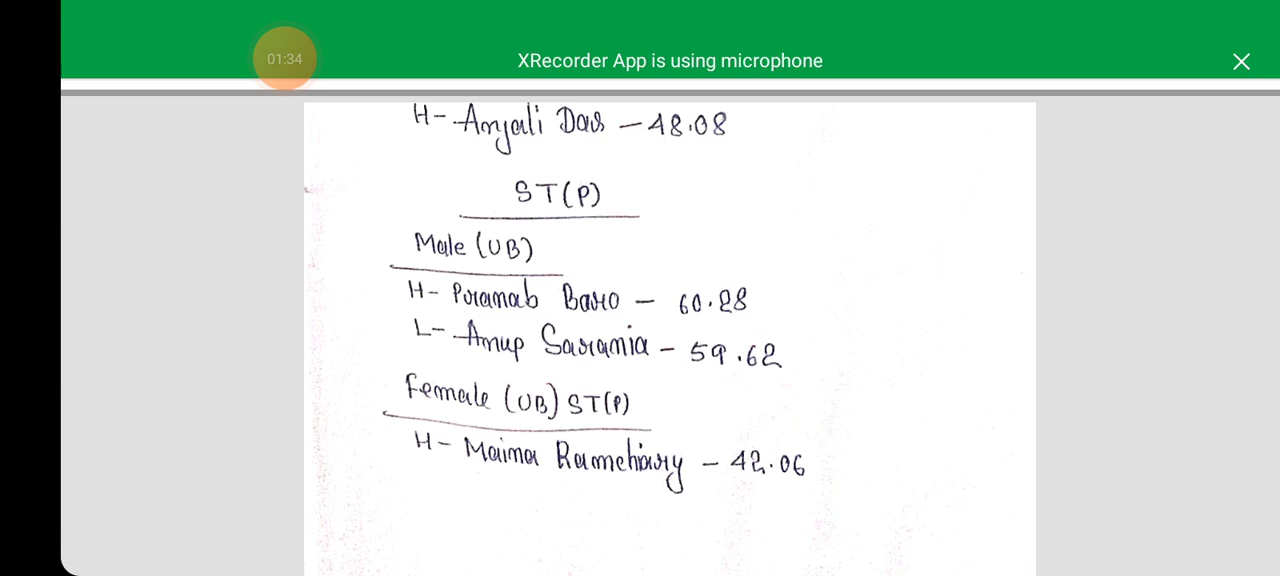 01:34
XRecorder App is using microphone
H- Anjali Das - 48.08
ST(P)
Male (UB)
H- Pranab Baro - 60.28
L- Anup Sarania - 59.62
Female (UB) ST(P)
H- Maina Ramchiary - 42.06